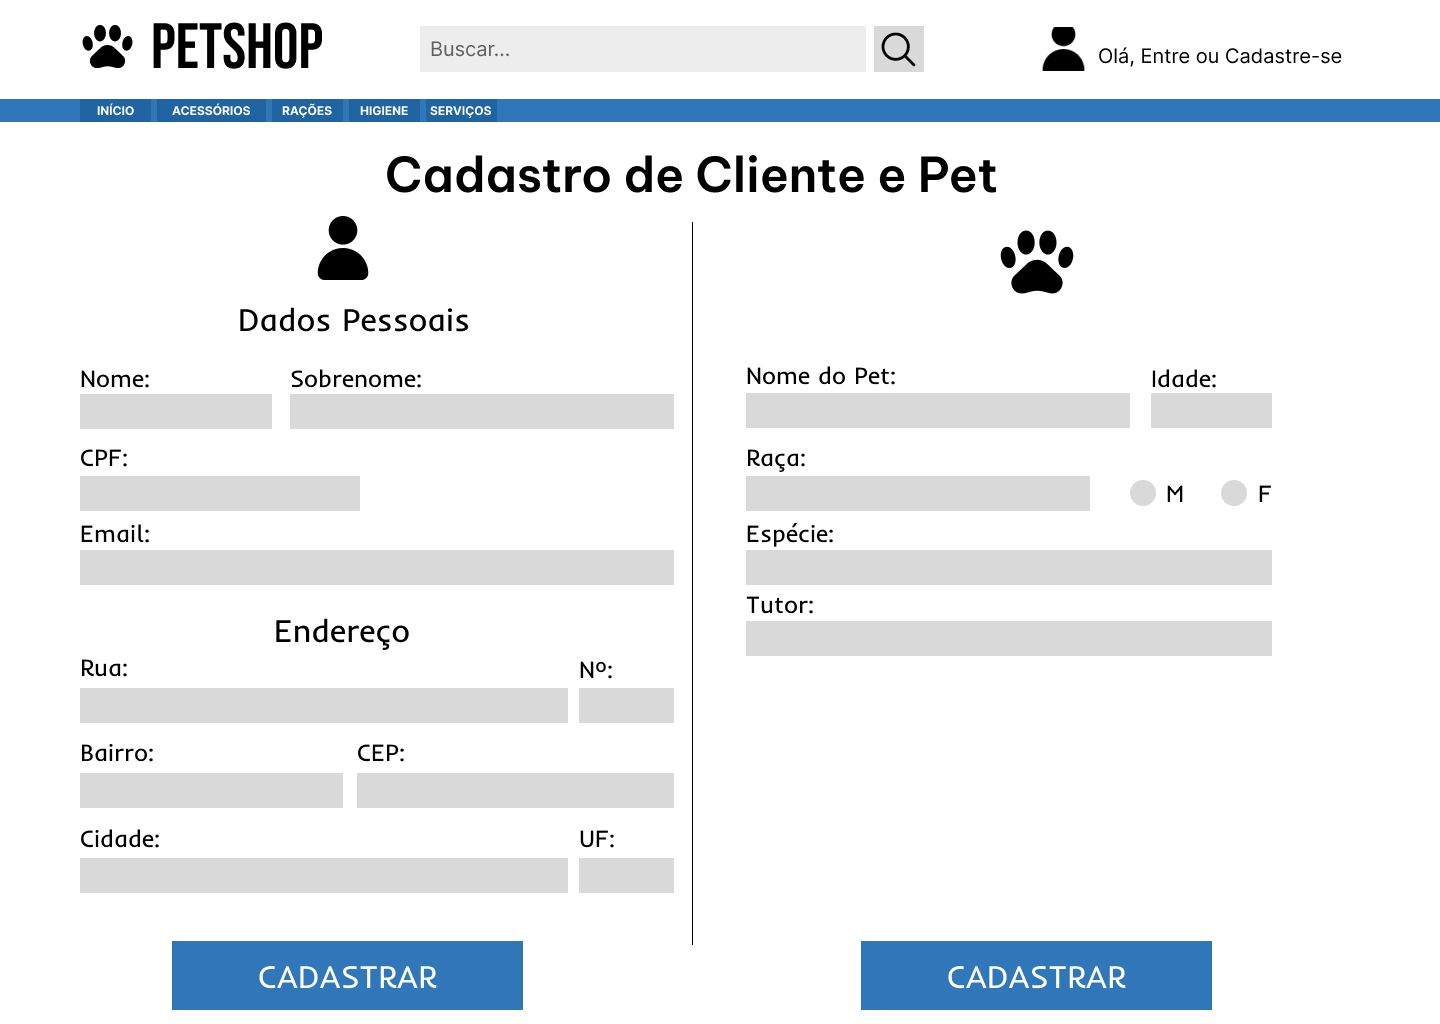 PETSHOP
Buscar...
Olá, Entre ou Cadastre-se
INÍCIO
ACESSÓRIOS
RAÇÕES
HIGIENE
SERVIÇOS
Cadastro de Cliente e Pet
Dados Pessoais
Nome:
Sobrenome:
CPF:
Email:
Endereço
Rua:
Nº:
Bairro:
CEP:
Cidade:
UF:
CADASTRAR
Nome do Pet:
Idade:
Raça:
M
F
Espécie:
Tutor:
CADASTRAR